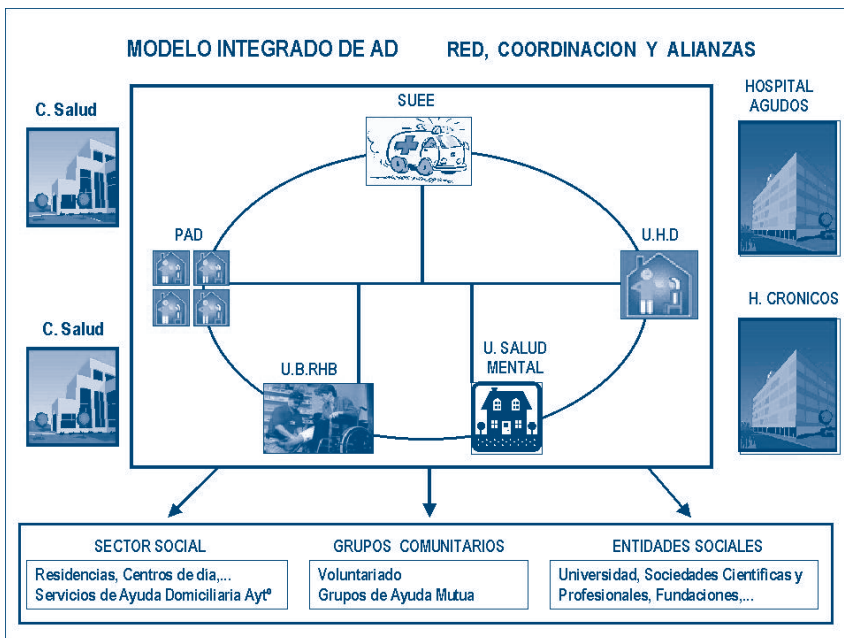 MODELO INTEGRADO DE AD RED, COORDINACION Y ALIANZAS
C. Salud
SUEE
HOSPITAL
AGUDOS
PAD
U.H.D
C. Salud
U.B.RHB
U. SALUD
MENTAL
H. CRONICOS
SECTOR SOCIAL
Residencias, Centros de día,...
Servicios de Ayuda Domiciliaria Aytº
GRUPOS COMUNITARIOS
Voluntariado
Grupos de Ayuda Mutua
ENTIDADES SOCIALES
Universidad, Sociedades Científicas y
Profesionales, Fundaciones,...